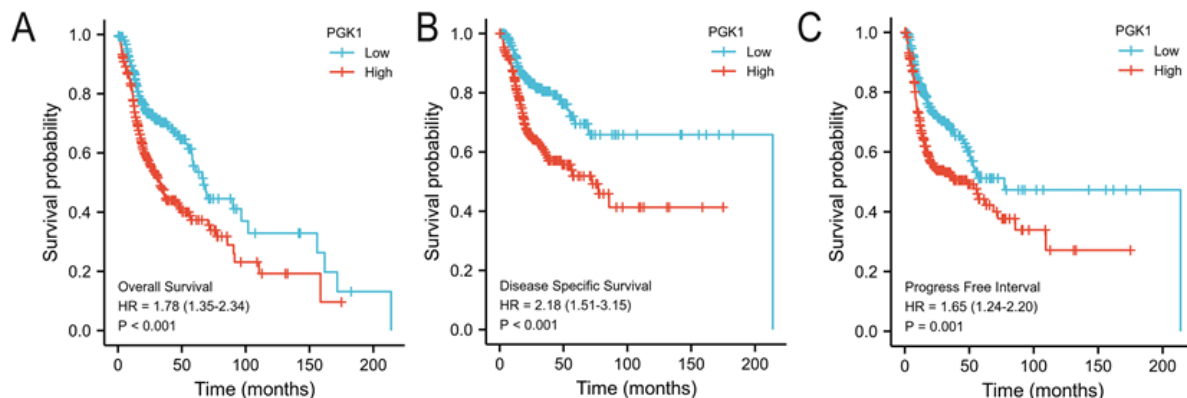 A
PGK1
Low
High
Survival probability
1.0
0.8
0.6
0.4
0.2
0.0
Overall Survival
HR = 1.78 (1.35-2.34)
P < 0.001
0 50 100 150 200
Time (months)
B
PGK1
Low
High
Survival probability
1.0
0.8
0.6
0.4
0.2
0.0
Disease Specific Survival
HR = 2.18 (1.51-3.15)
P < 0.001
0 50 100 150 200
Time (months)
C
PGK1
Low
High
Survival probability
1.0
0.8
0.6
0.4
0.2
0.0
Progress Free Interval
HR = 1.65 (1.24-2.20)
P = 0.001
0 50 100 150 200
Time (months)